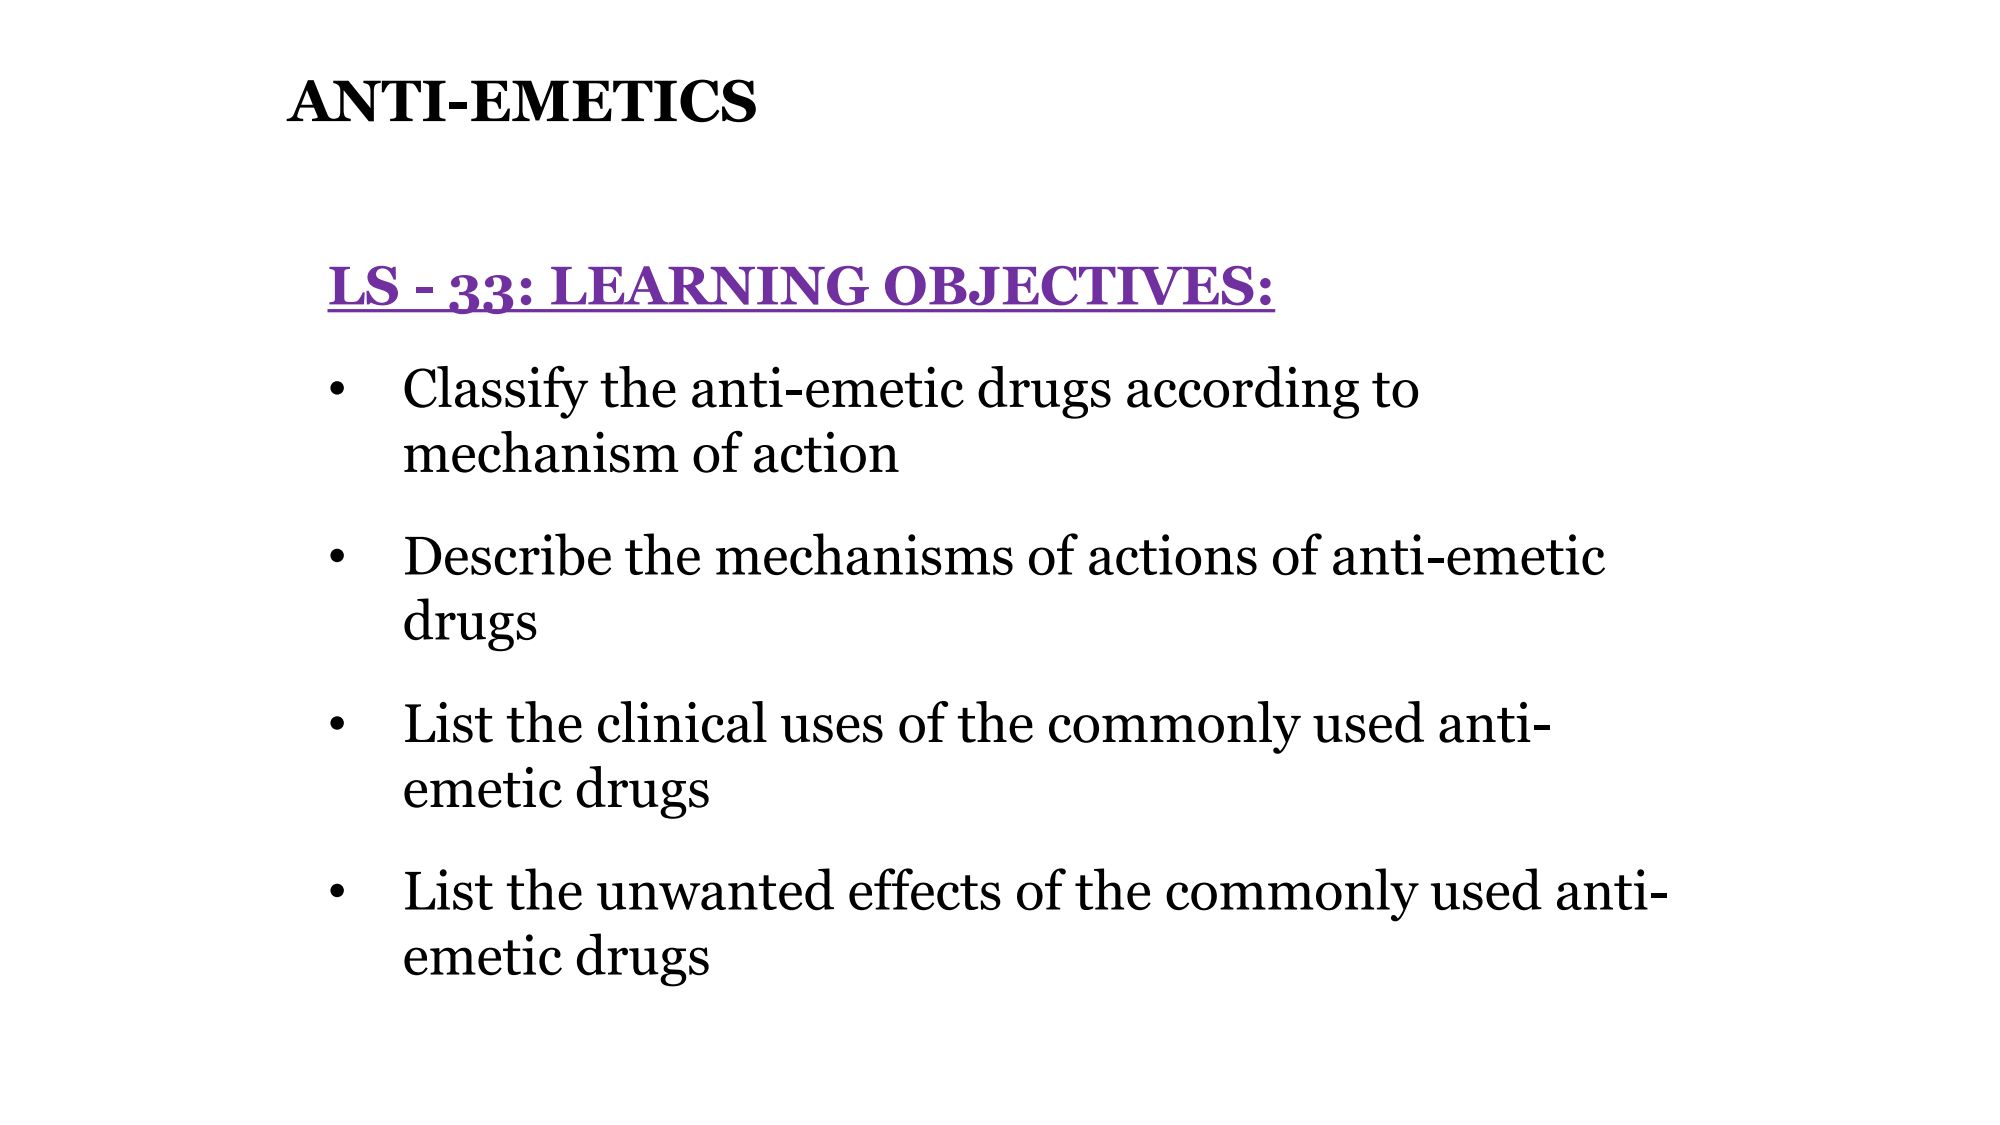 ANTI-EMETICS
LS - 33: LEARNING OBJECTIVES:
• Classify the anti-emetic drugs according to
mechanism of action
• Describe the mechanisms of actions of anti-emetic
drugs
• List the clinical uses of the commonly used anti-
emetic drugs
• List the unwanted effects of the commonly used anti-
emetic drugs